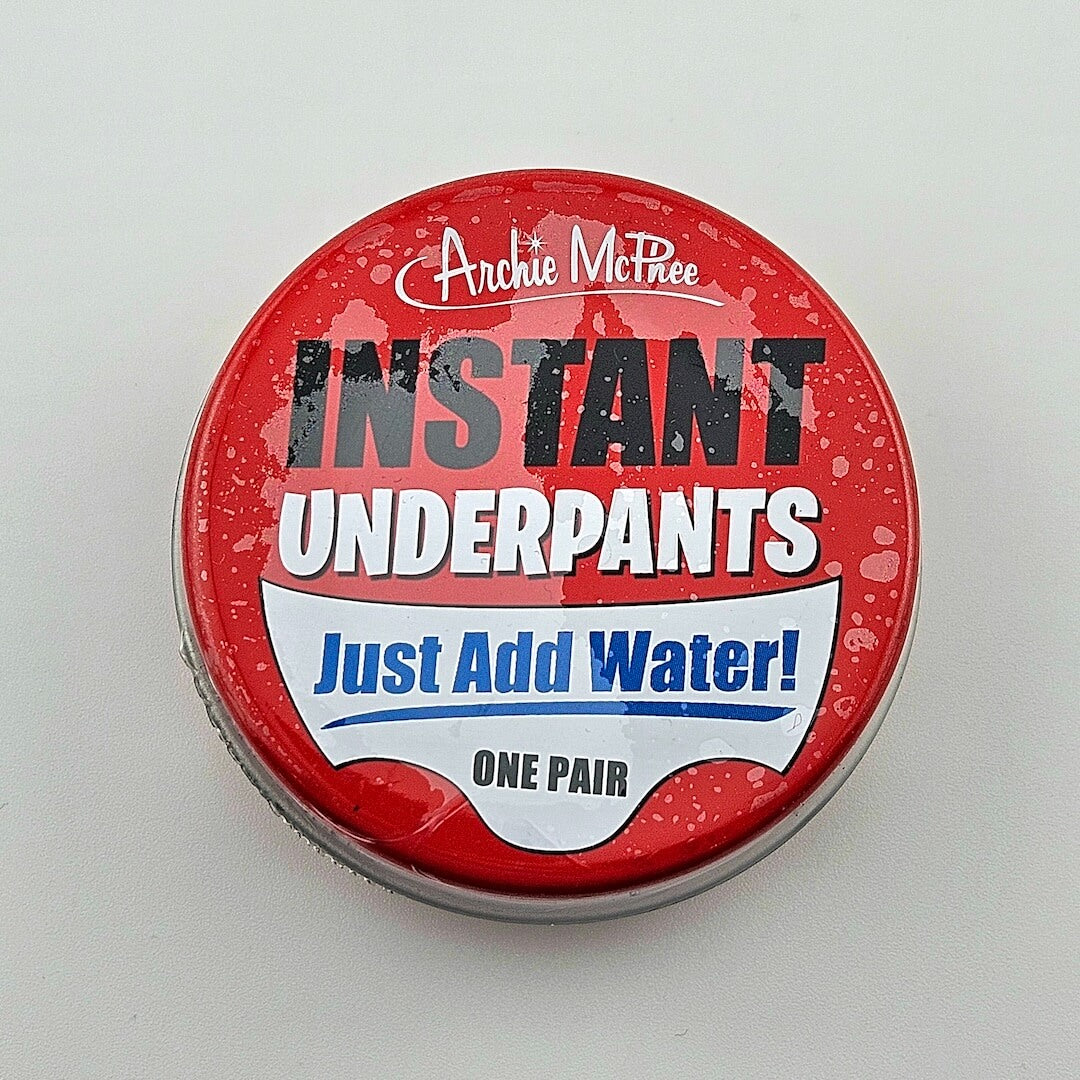 Archie McPhee
INSTANT
UNDERPANTS
Just Add Water!
ONE PAIR